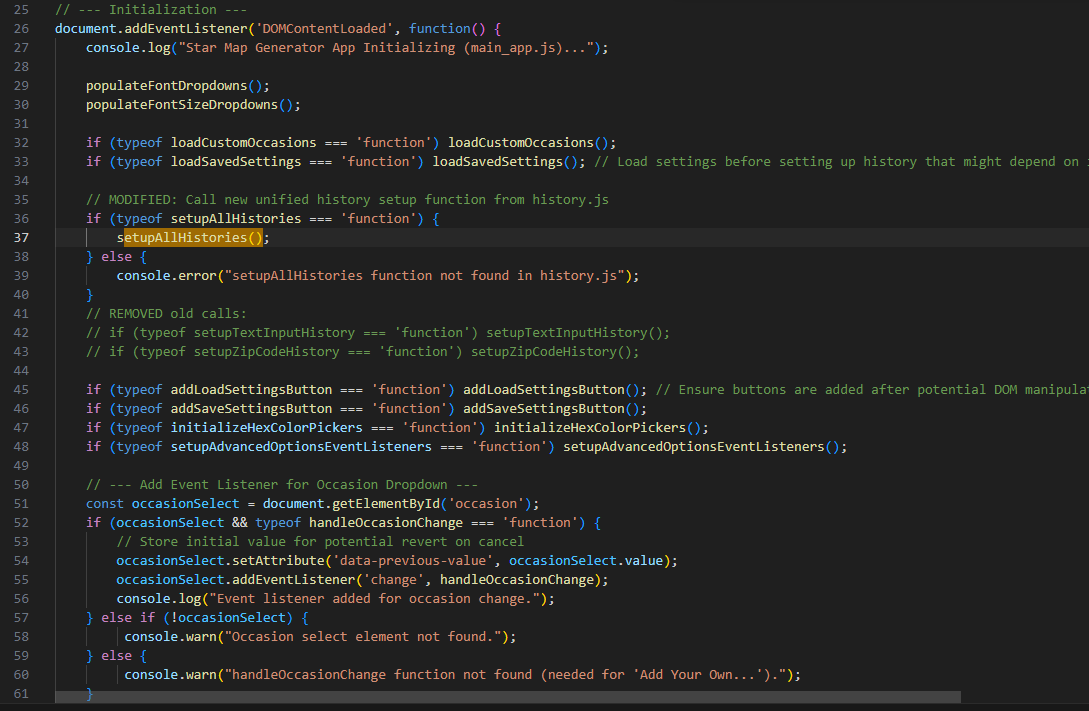 25 // --- Initialization ---
26 document.addEventListener('DOMContentLoaded', function() {
27     console.log("Star Map Generator App Initializing (main_app.js)...");
28
29     populateFontDropdowns();
30     populateFontSizeDropdowns();
31
32     if (typeof loadCustomOccasions === 'function') loadCustomOccasions();
33     if (typeof loadSavedSettings === 'function') loadSavedSettings(); // Load settings before setting up history that might depend on
34
35     // MODIFIED: Call new unified history setup function from history.js
36     if (typeof setupAllHistories === 'function') {
37         setupAllHistories();
38     } else {
39         console.error("setupAllHistories function not found in history.js");
40     }
41     // REMOVED old calls:
42     // if (typeof setupTextInputHistory === 'function') setupTextInputHistory();
43     // if (typeof setupZipCodeHistory === 'function') setupZipCodeHistory();
44
45     if (typeof addLoadSettingsButton === 'function') addLoadSettingsButton(); // Ensure buttons are added after potential DOM manipula
46     if (typeof addSaveSettingsButton === 'function') addSaveSettingsButton();
47     if (typeof initializeHexColorPickers === 'function') initializeHexColorPickers();
48     if (typeof setupAdvancedOptionsEventListeners === 'function') setupAdvancedOptionsEventListeners();
49
50     // --- Add Event Listener for Occasion Dropdown ---
51     const occasionSelect = document.getElementById('occasion');
52     if (occasionSelect && typeof handleOccasionChange === 'function') {
53         // Store initial value for potential revert on cancel
54         occasionSelect.setAttribute('data-previous-value', occasionSelect.value);
55         occasionSelect.addEventListener('change', handleOccasionChange);
56         console.log("Event listener added for occasion change.");
57     } else if (!occasionSelect) {
58          console.warn("Occasion select element not found.");
59     } else {
60          console.warn("handleOccasionChange function not found (needed for 'Add Your Own...').");
61     }